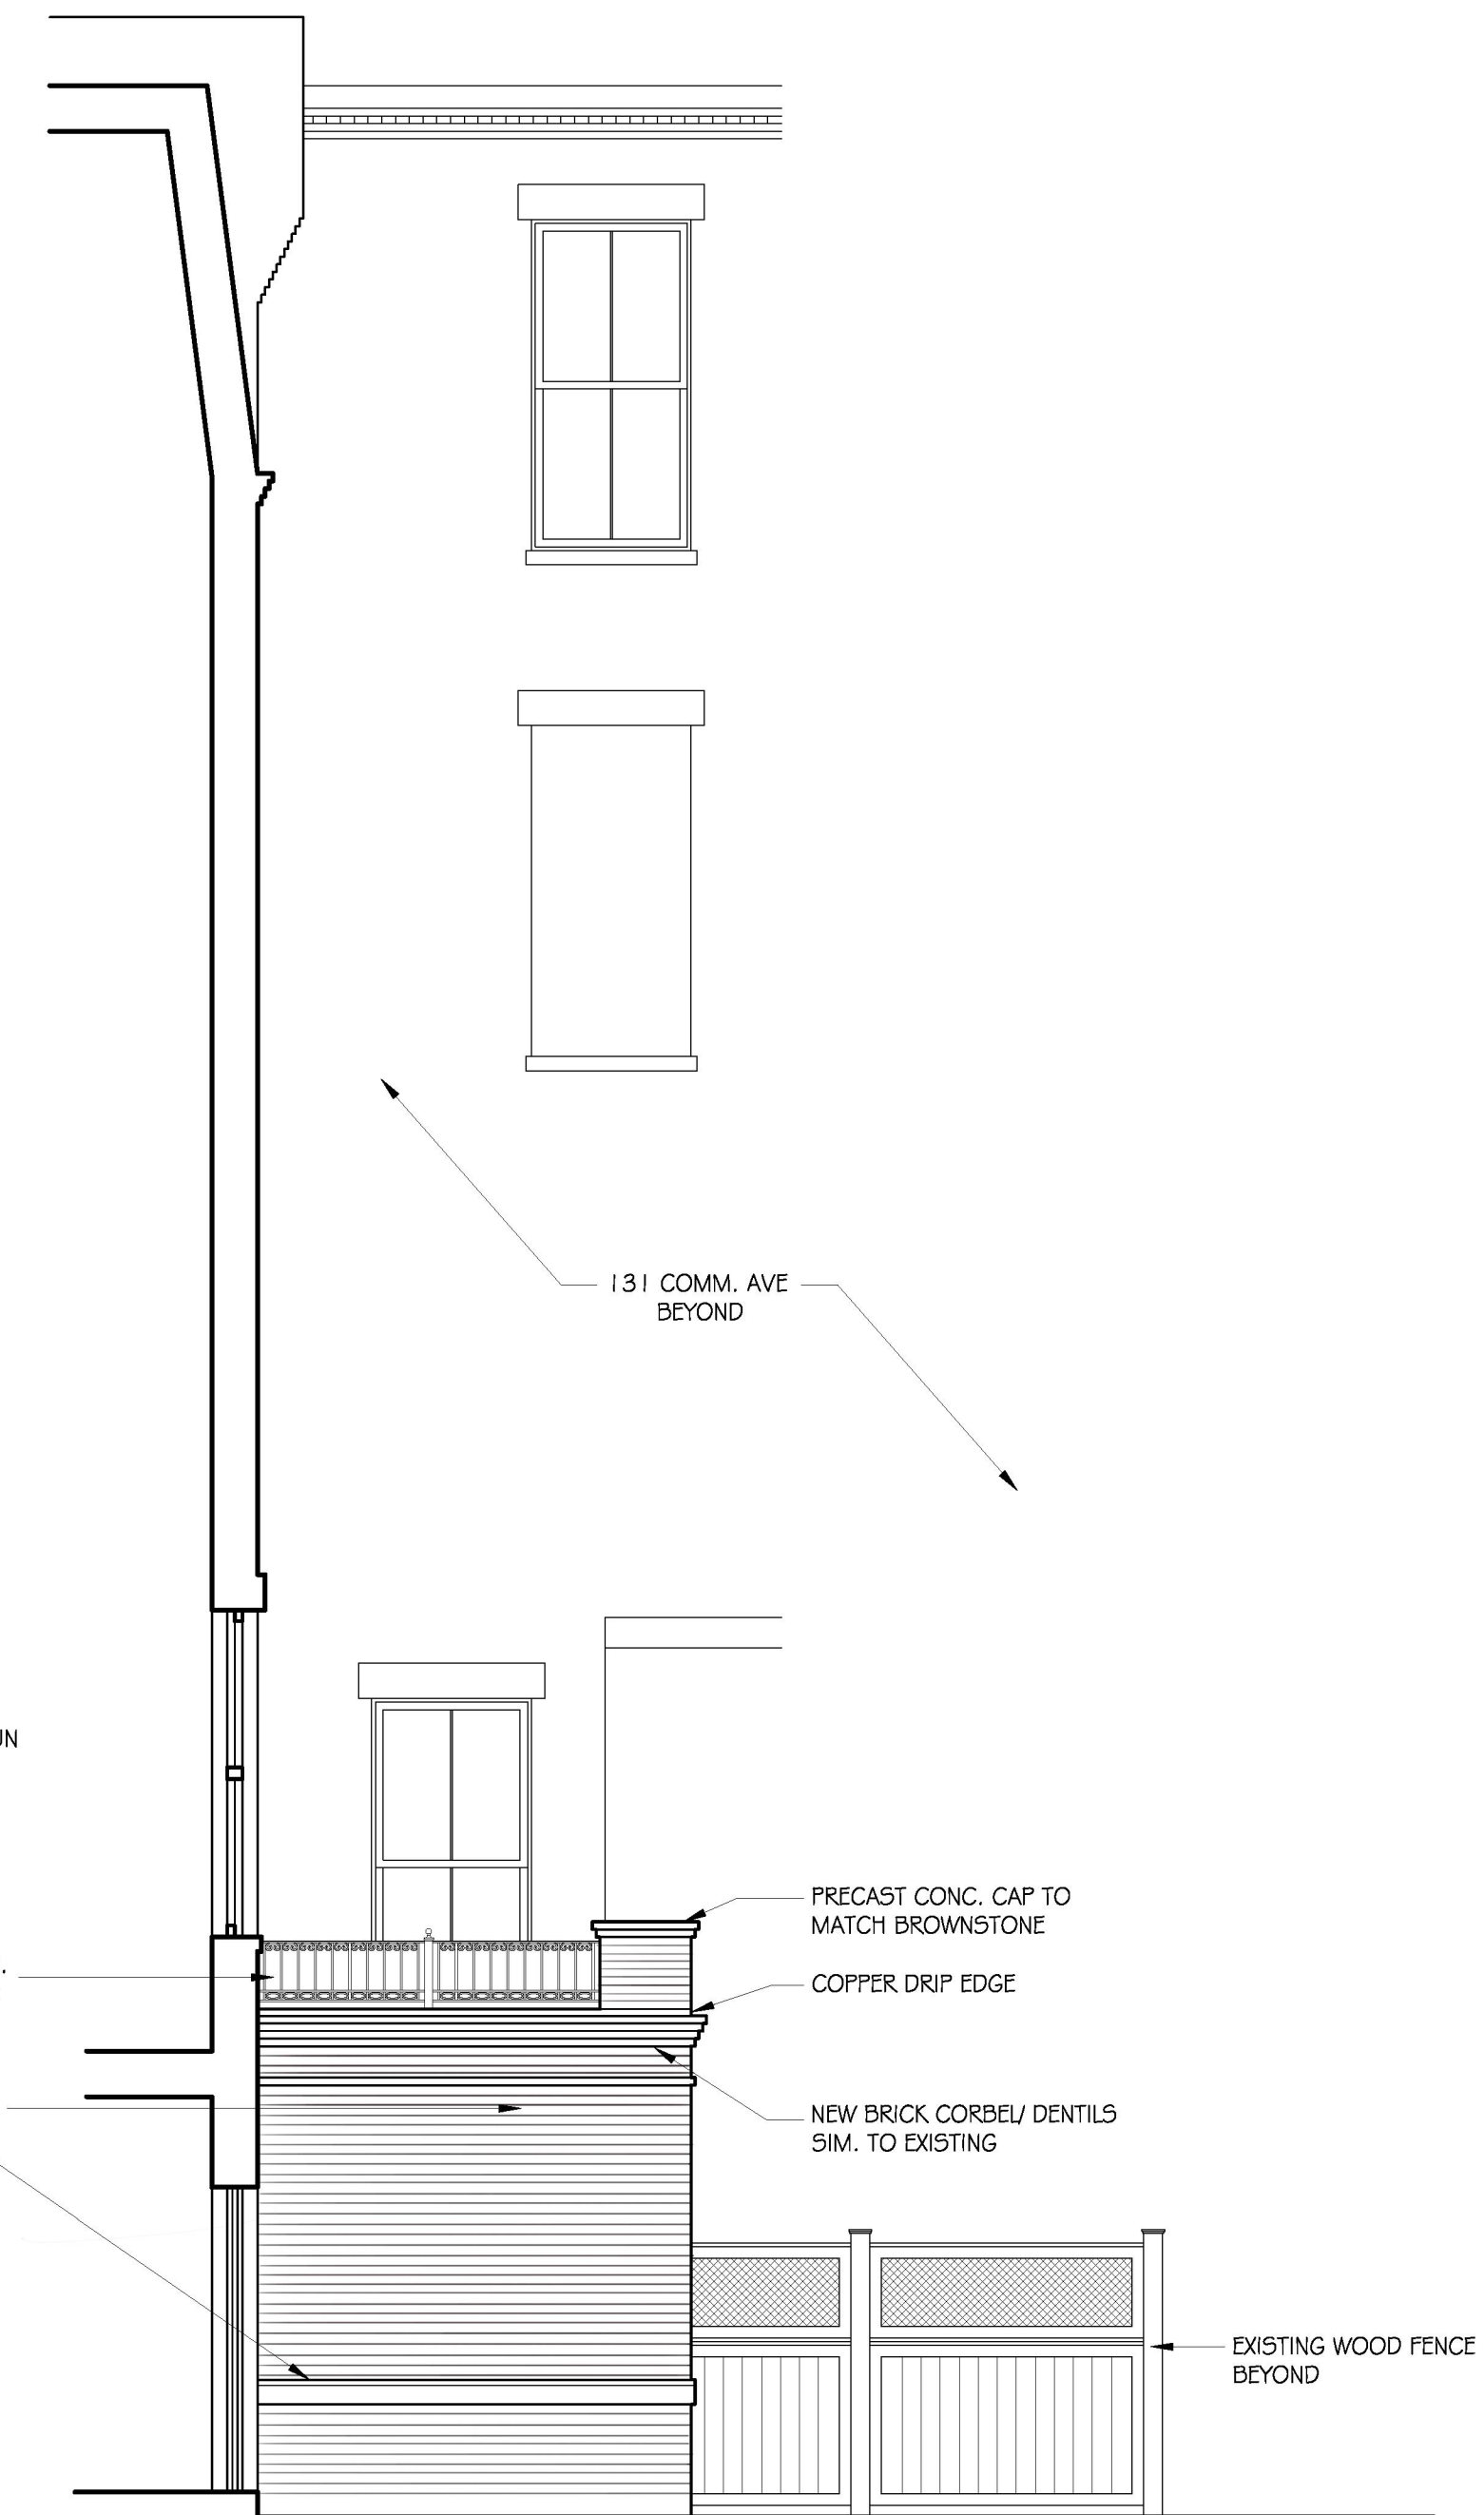 131 COMM. AVE
BEYOND
PRECAST CONC. CAP TO
MATCH BROWNSTONE
COPPER DRIP EDGE
NEW BRICK CORBEL/ DENTILS
SIM. TO EXISTING
EXISTING WOOD FENCE
BEYOND